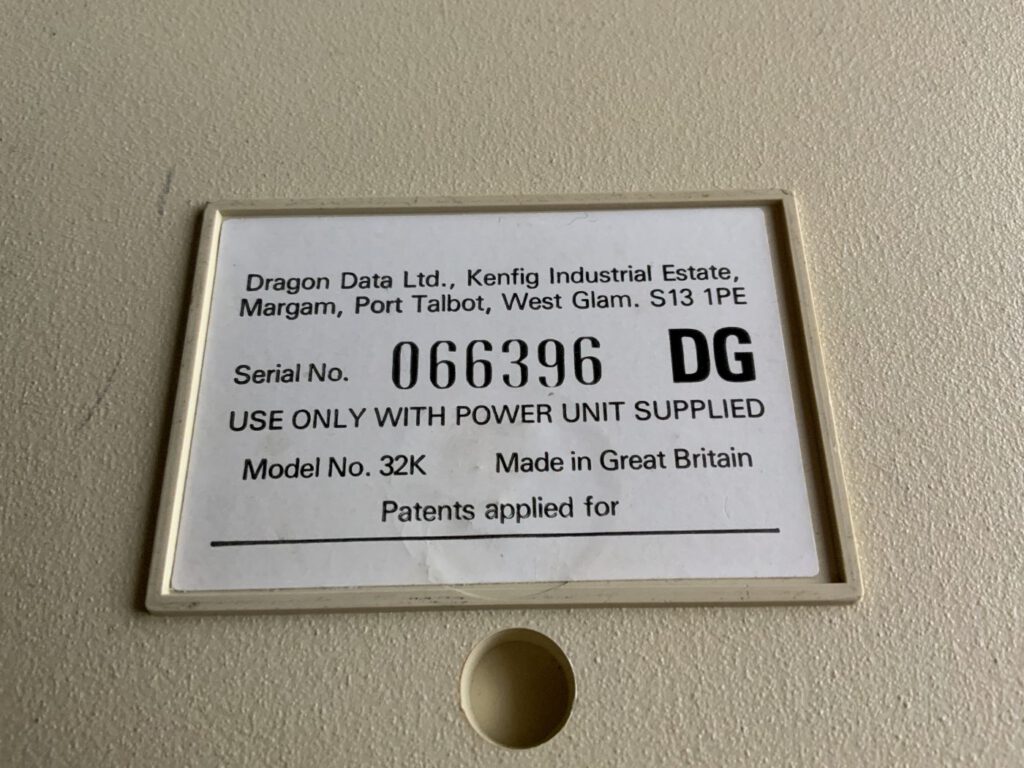 Dragon Data Ltd., Kenfig Industrial Estate,
Margam, Port Talbot, West Glam. S13 1PE
Serial No. 066396 DG
USE ONLY WITH POWER UNIT SUPPLIED
Model No. 32K Made in Great Britain
Patents applied for